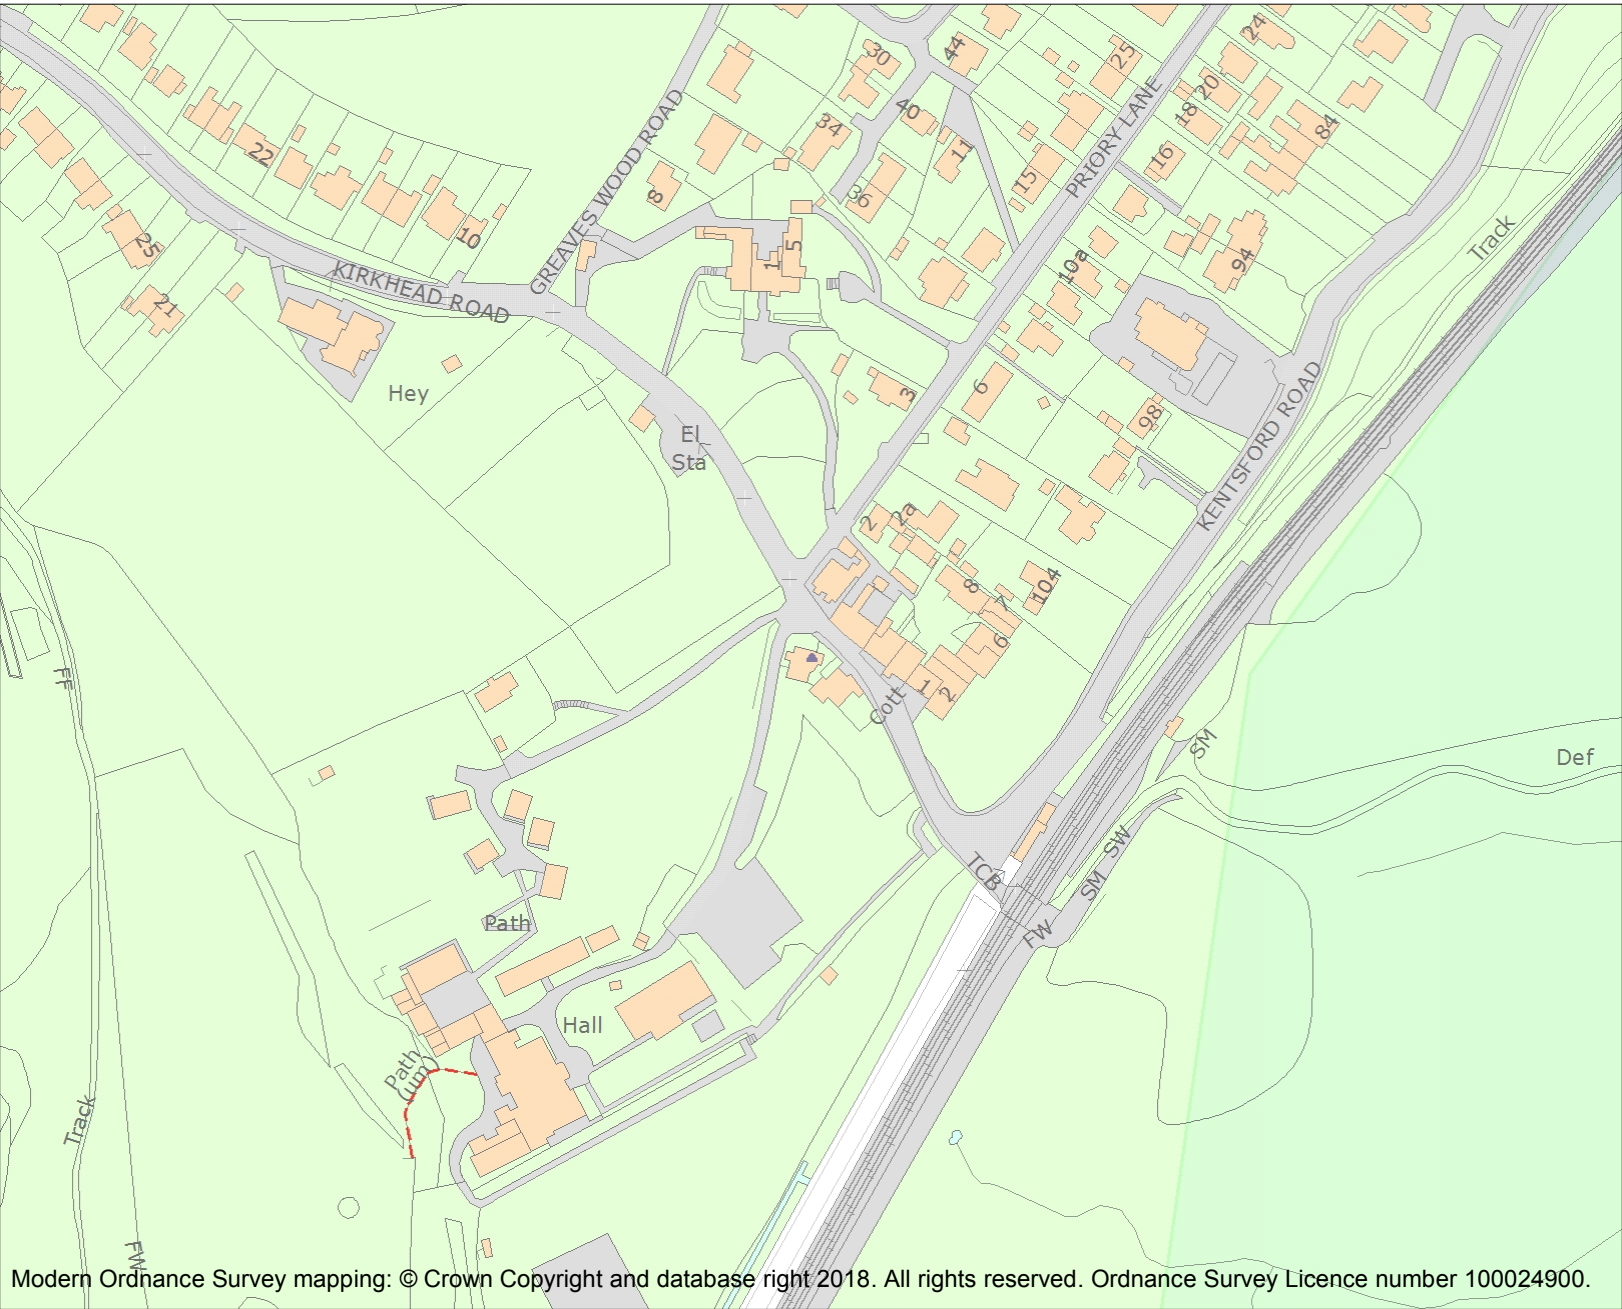 24
30
44
25
40
34
20
18
84
22
11
16
PRIORY LANE
GREAVES WOOD ROAD
15
8
36
10
25
5
1
94
Track
10a
KIRKHEAD ROAD
21
Hey
3
6
98
KENTSFORD ROAD
El
Sta
2
2a
8
7
104
6
FF
1
2
Cott
SM
Def
SW
TCB
SM
Path
FW
Hall
Path
(um)
Track
FW
Modern Ordnance Survey mapping: © Crown Copyright and database right 2018. All rights reserved. Ordnance Survey Licence number 100024900.